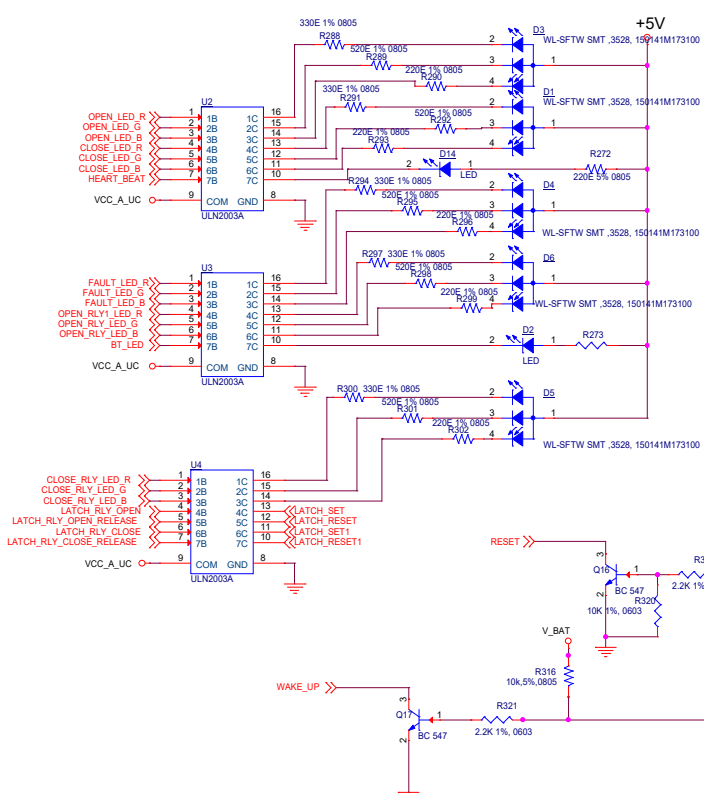 +5V
330E 1% 0805
R288
D3
2
WL-SFTW SMT ,3528, 150141M173100
520E 1% 0805
R289
3
1
220E 1% 0805
R290
4
330E 1% 0805
R291
D1
2
WL-SFTW SMT ,3528, 150141M173100
520E 1% 0805
R292
3
1
220E 1% 0805
R293
4
U2
OPEN_LED_R 1 1B 1C 16
OPEN_LED_G 2 2B 2C 15
OPEN_LED_B 3 3B 3C 14
CLOSE_LED_R 4 4B 4C 13
CLOSE_LED_G 5 5B 5C 12
CLOSE_LED_B 6 6B 6C 11
HEART_BEAT 7 7B 7C 10
VCC_A_UC 9 COM GND 8
ULN2003A
D14
2 1
LED
R272
220E 5% 0805
R294 330E 1% 0805
2
D4
520E 1% 0805
R295
3
1
220E 1% 0805
R296
4
WL-SFTW SMT ,3528, 150141M173100
R297 330E 1% 0805
2
D6
520E 1% 0805
R298
3
1
220E 1% 0805
R299
4
WL-SFTW SMT ,3528, 150141M173100
U3
FAULT_LED_R 1 1B 1C 16
FAULT_LED_G 2 2B 2C 15
FAULT_LED_B 3 3B 3C 14
OPEN_RLY1_LED_R 4 4B 4C 13
OPEN_RLY_LED_G 5 5B 5C 12
OPEN_RLY_LED_B 6 6B 6C 11
BT_LED 7 7B 7C 10
VCC_A_UC 9 COM GND 8
ULN2003A
D2
2 1
LED
R273
R300 330E 1% 0805
2
D5
520E 1% 0805
R301
3
1
220E 1% 0805
R302
4
WL-SFTW SMT ,3528, 150141M173100
U4
CLOSE_RLY_LED_R 1 1B 1C 16
CLOSE_RLY_LED_G 2 2B 2C 15
CLOSE_RLY_LED_B 3 3B 3C 14
LATCH_RLY_OPEN 4 4B 4C 13 LATCH_SET
LATCH_RLY_OPEN_RELEASE 5 5B 5C 12 LATCH_RESET
LATCH_RLY_CLOSE 6 6B 6C 11 LATCH_SET1
LATCH_RLY_CLOSE_RELEASE 7 7B 7C 10 LATCH_RESET1
VCC_A_UC 9 COM GND 8
ULN2003A
RESET
3
Q16
1
2
BC 547
R3
2.2K 1%
R320
10K 1%, 0603
V_BAT
R316
10k,5%,0805
WAKE_UP
3
Q17
1
2
BC 547
R321
2.2K 1%, 0603